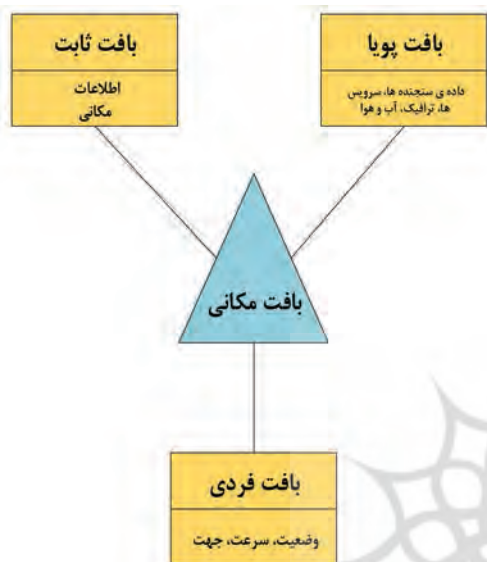 بافت پویا
داده ی سنجنده ها، سرویس
ها، ترافیک، آب و هوا
بافت ثابت
اطلاعات
مکانی
بافت مکانی
بافت فردی
وضعیت، سرعت، جهت